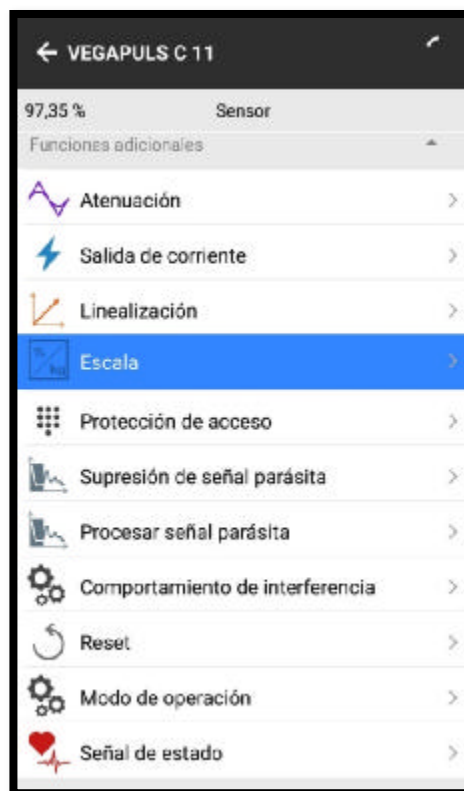 ← VEGAPULS C 11
97,35 % Sensor
Funciones adicionales
Atenuación
Salida de corriente
Linealización
% kg Escala
Protección de acceso
Supresión de señal parásita
Procesar señal parásita
Comportamiento de interferencia
Reset
Modo de operación
Señal de estado